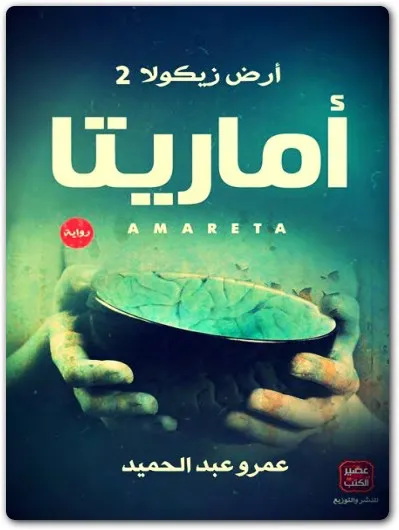 أرض زيكولا 2
أماريتا
AMARETA
رواية
عمرو عبد الحميد
عصير
الكتب
للنشر والتوزيع